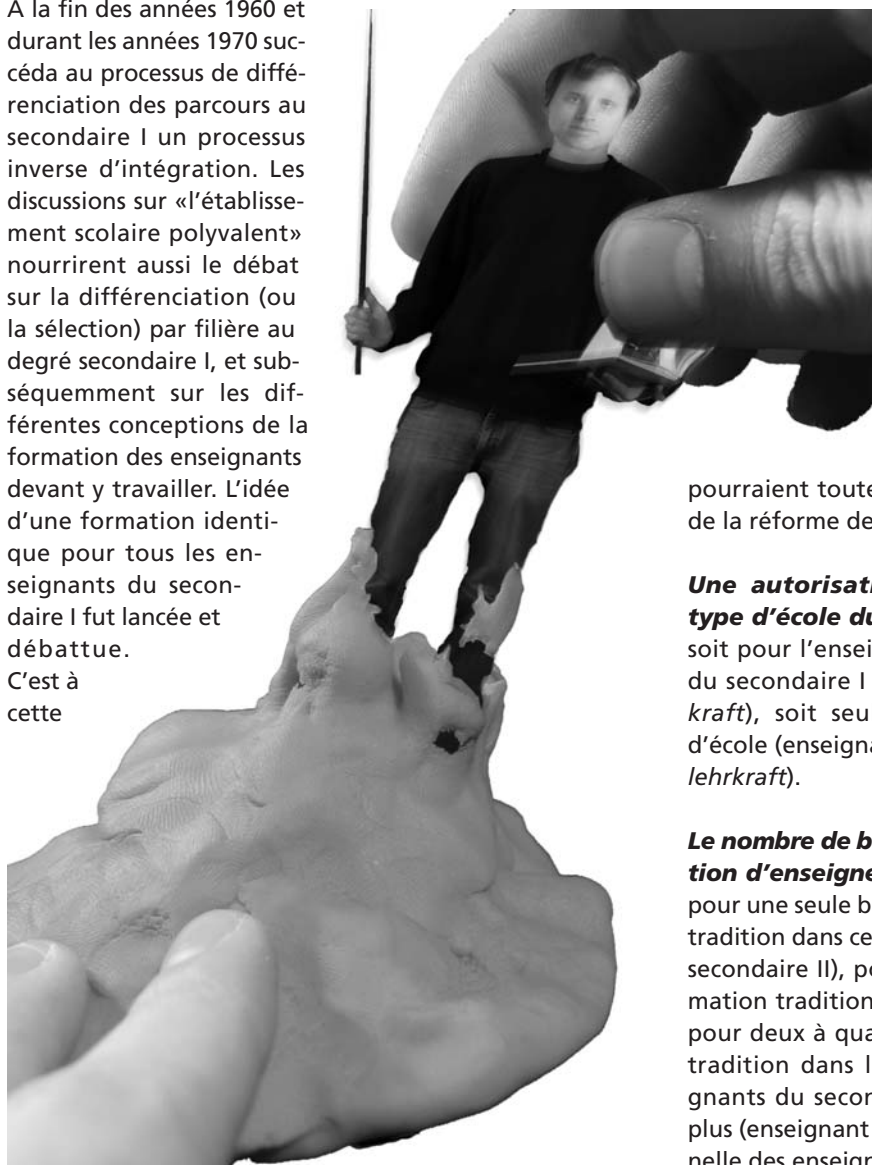 A la fin des années 1960 et
durant les années 1970 suc-
céda au processus de diffé-
renciation des parcours au
secondaire I un processus
inverse d'intégration. Les
discussions sur «l'établisse-
ment scolaire polyvalent»
nourrirent aussi le débat
sur la différenciation (ou
la sélection) par filière au
degré secondaire I, et sub-
séquemment sur les dif-
férentes conceptions de la
formation des enseignants
devant y travailler. L'idée
d'une formation identi-
que pour tous les en-
seignants du secon-
daire I fut lancée et
débattue.
C'est à
cette
pourraient toute
de la réforme de
Une autorisati
type d'école du
soit pour l'ensei
du secondaire I
kraft), soit seu
d'école (enseigna
lehrkraft).
Le nombre de b
tion d'enseigne
pour une seule b
tradition dans ce
secondaire II), po
mation tradition
pour deux à qua
tradition dans l
gnants du secon
plus (enseignant
nelle des enseign